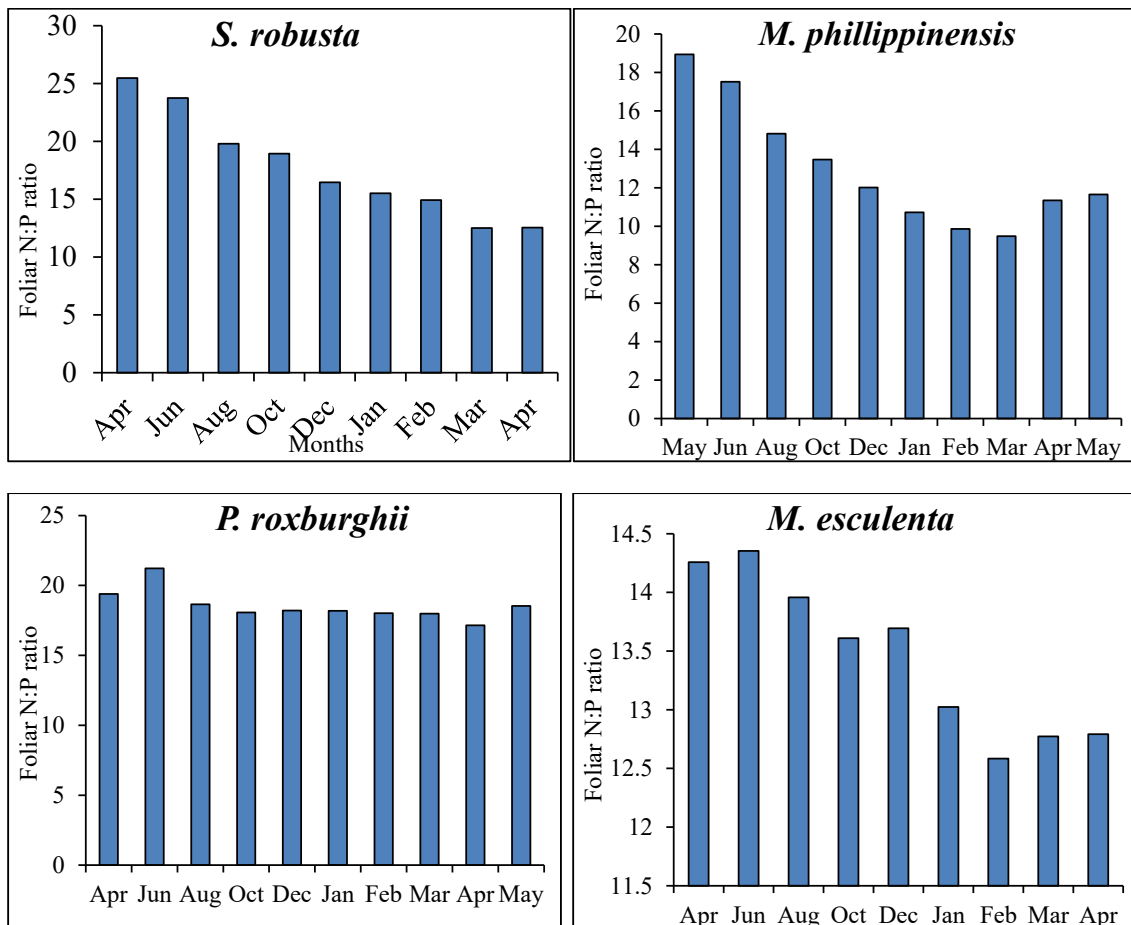 S. robusta
Foliar N:P ratio
30
25
20
15
10
5
0
Apr Jun Aug Oct Dec Jan Feb Mar Apr
Months
M. phillippinensis
Foliar N:P ratio
20
18
16
14
12
10
8
6
4
2
0
May Jun Aug Oct Dec Jan Feb Mar Apr May
P. roxburghii
Foliar N:P ratio
25
20
15
10
5
0
Apr Jun Aug Oct Dec Jan Feb Mar Apr May
M. esculenta
Foliar N:P ratio
14.5
14
13.5
13
12.5
12
11.5
Apr Jun Aug Oct Dec Jan Feb Mar Apr